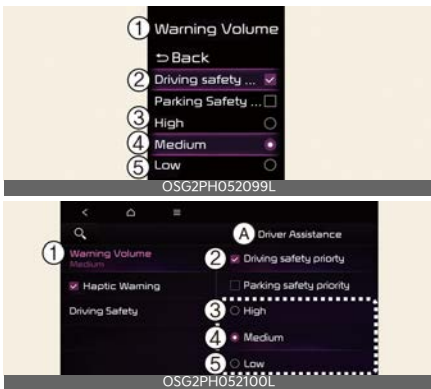 ① Warning Volume
⮌ Back
② Driving safety ...
Parking Safety ...
③ High
④ Medium
⑤ Low
OSG2PH052099L
Ⓐ Driver Assistance
① Warning Volume
Medium
② Driving safety priorty
Haptic Warning
Parking safety priority
Driving Safety
③ High
④ Medium
⑤ Low
OSG2PH052100L